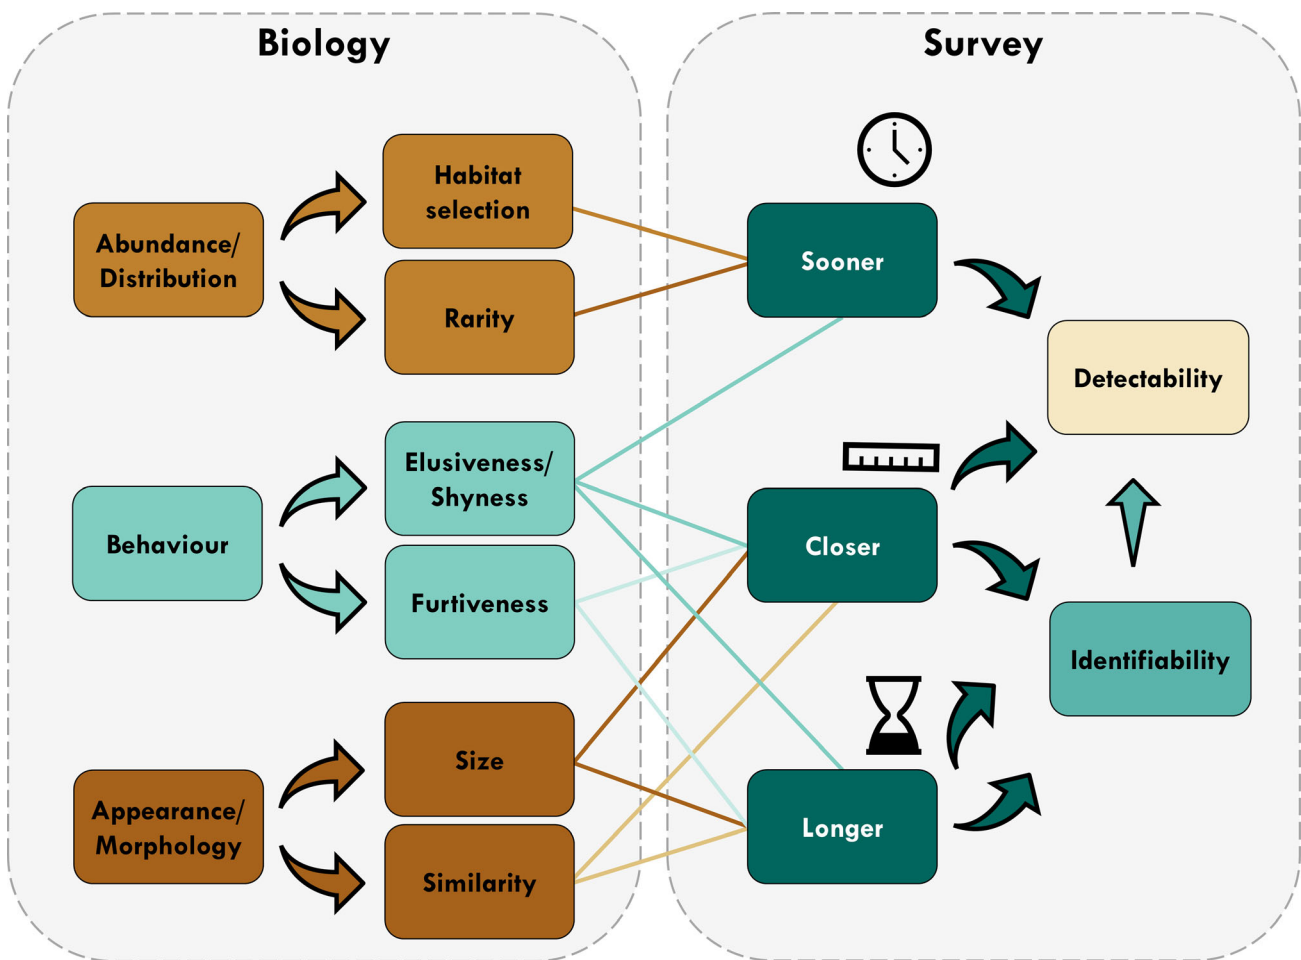 Biology
Abundance/
Distribution
Habitat
selection
Rarity
Behaviour
Elusiveness/
Shyness
Furtiveness
Appearance/
Morphology
Size
Similarity
Survey
Sooner
Closer
Longer
Detectability
Identifiability